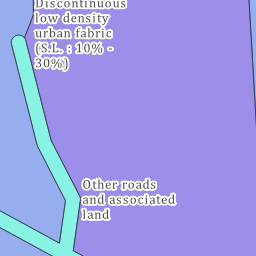 Discontinuous
low density
urban fabric
(S.L. : 10% -
30%)
Other roads
and associated
land